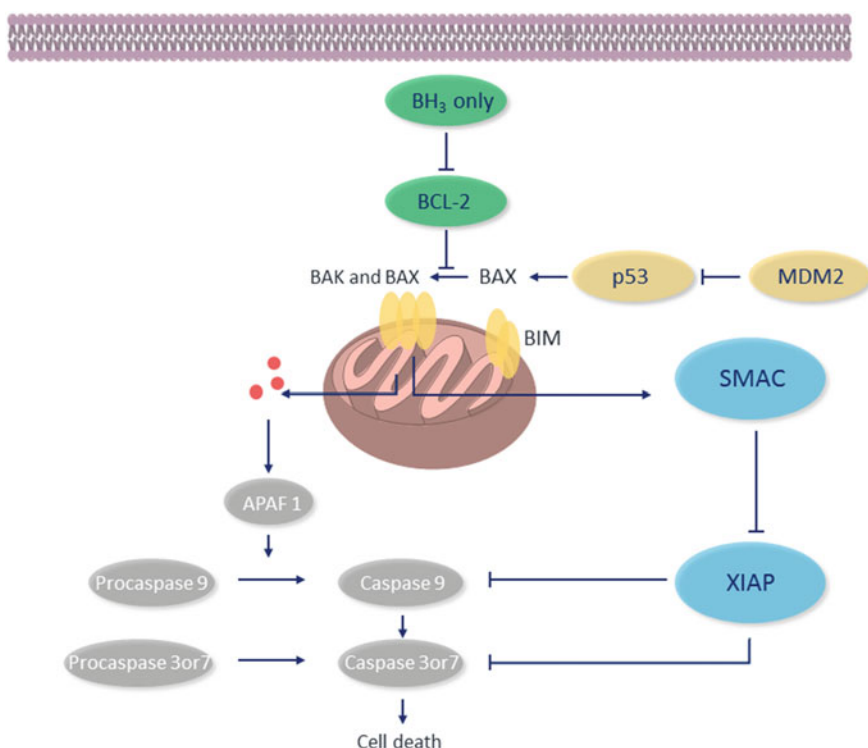 BH₃ only
BCL-2
BAK and BAX
BAX
p53
MDM2
BIM
SMAC
APAF 1
Procaspase 9
Caspase 9
XIAP
Procaspase 3or7
Caspase 3or7
Cell death